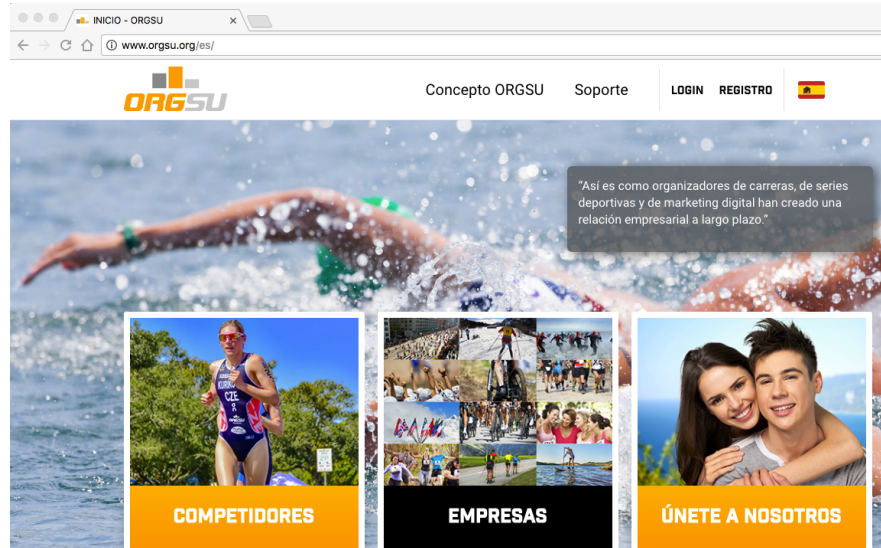 INICIO - ORGSU
www.orgsu.org/es/
ORGSU
Concepto ORGSU
Soporte
LOGIN
REGISTRO
“Así es como organizadores de carreras, de series
deportivas y de marketing digital han creado una
relación empresarial a largo plazo.”
CZE
COMPETIDORES
EMPRESAS
ÚNETE A NOSOTROS